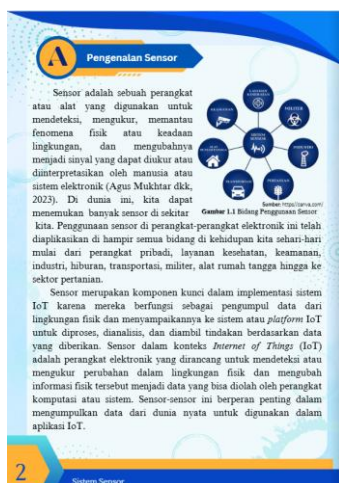 A
Pengenalan Sensor
Sensor adalah sebuah perangkat
atau alat yang digunakan untuk
mendeteksi, mengukur, memantau
fenomena fisik atau keadaan
lingkungan, dan mengubahnya
menjadi sinyal yang dapat diukur atau
diinterpretasikan oleh manusia atau
sistem elektronik (Agus Mukhtar dkk,
2023). Di dunia ini, kita dapat
menemukan banyak sensor di sekitar
MILITER
INDUSTRI
PERTANIAN
SISTEM
SENSOR
Sumber: https://canva.com/
Gambar 1.1 Bidang Penggunaan Sensor
kita. Penggunaan sensor di perangkat-perangkat elektronik ini telah
diaplikasikan di hampir semua bidang di kehidupan kita sehari-hari
mulai dari perangkat pribadi, layanan kesehatan, keamanan,
industri, hiburan, transportasi, militer, alat rumah tangga hingga ke
sektor pertanian.
Sensor merupakan komponen kunci dalam implementasi sistem
IoT karena mereka berfungsi sebagai pengumpul data dari
lingkungan fisik dan menyampaikannya ke sistem atau platform IoT
untuk diproses, dianalisis, dan diambil tindakan berdasarkan data
yang diberikan. Sensor dalam konteks Internet of Things (IoT)
adalah perangkat elektronik yang dirancang untuk mendeteksi atau
mengukur perubahan dalam lingkungan fisik dan mengubah
informasi fisik tersebut menjadi data yang bisa diolah oleh perangkat
komputasi atau sistem. Sensor-sensor ini berperan penting dalam
mengumpulkan data dari dunia nyata untuk digunakan dalam
aplikasi IoT.
2
Sistem Sensor